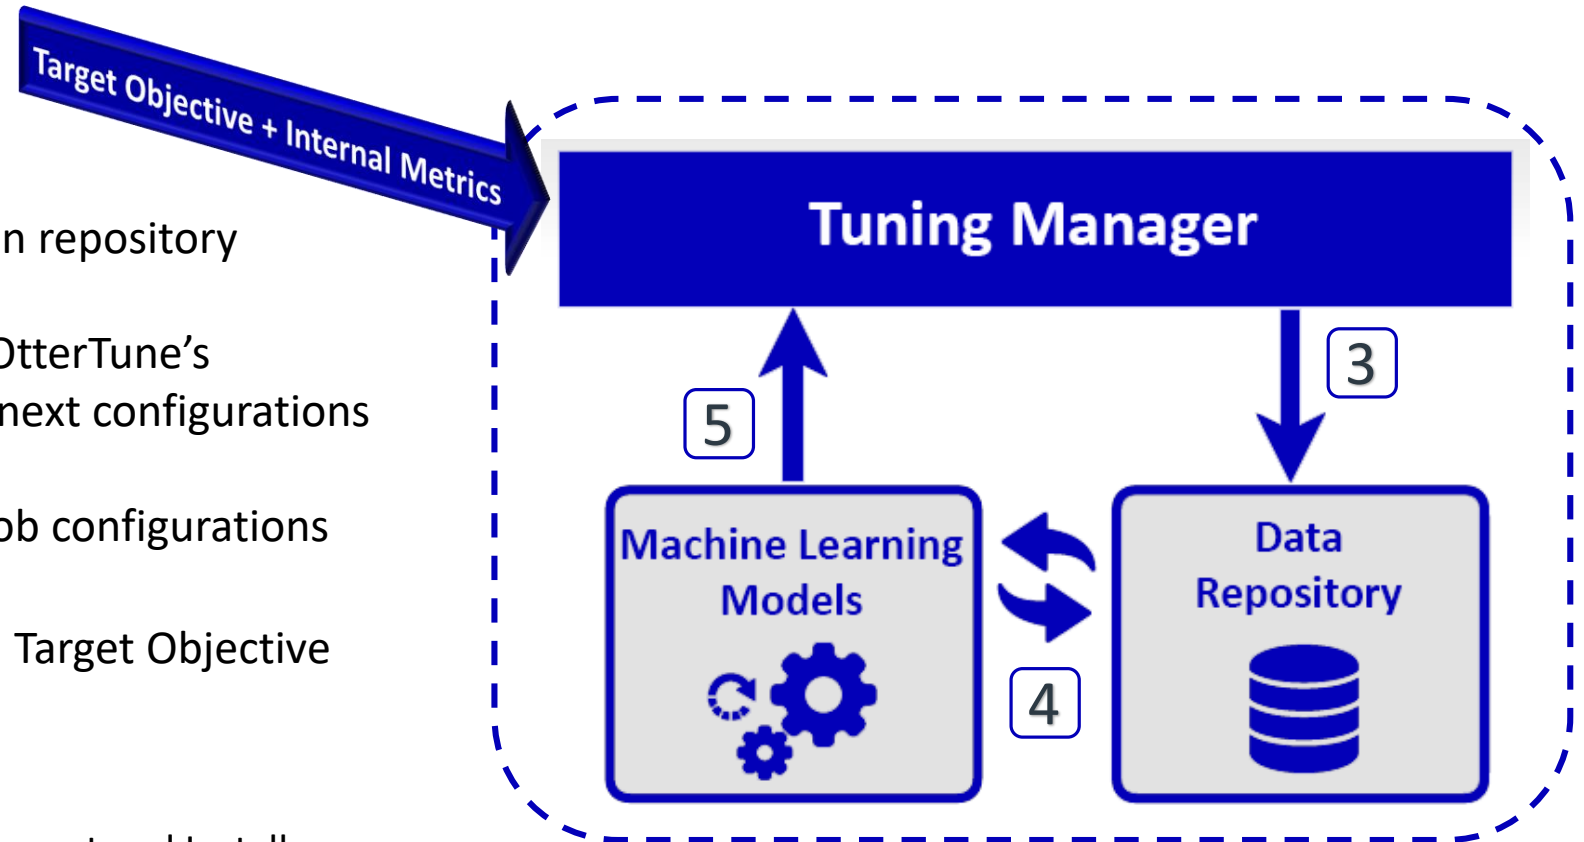 Target Objective + Internal Metrics
Tuning Manager
n repository
OtterTune's
next configurations
ob configurations
Target Objective
3
5
Machine Learning
Models
Data
Repository
4